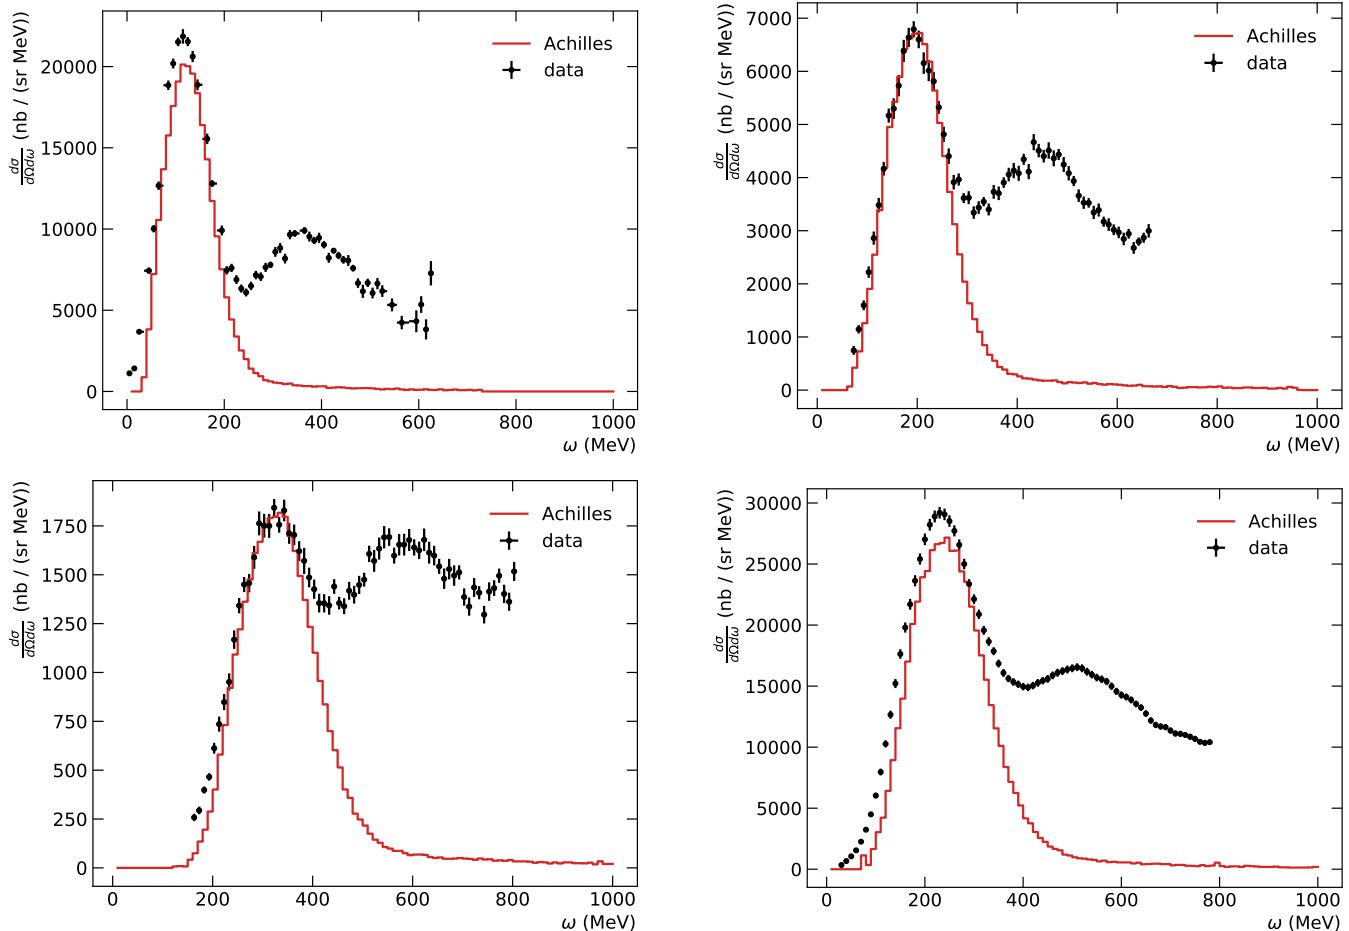 dσ/dΩdω (nb / (sr MeV))
20000
15000
10000
5000
0
Achilles
data
0 200 400 600 800 1000
ω (MeV)
dσ/dΩdω (nb / (sr MeV))
7000
6000
5000
4000
3000
2000
1000
0
Achilles
data
0 200 400 600 800 1000
ω (MeV)
dσ/dΩdω (nb / (sr MeV))
1750
1500
1250
1000
750
500
250
0
Achilles
data
0 200 400 600 800 1000
ω (MeV)
dσ/dΩdω (nb / (sr MeV))
30000
25000
20000
15000
10000
5000
0
Achilles
data
0 200 400 600 800 1000
ω (MeV)